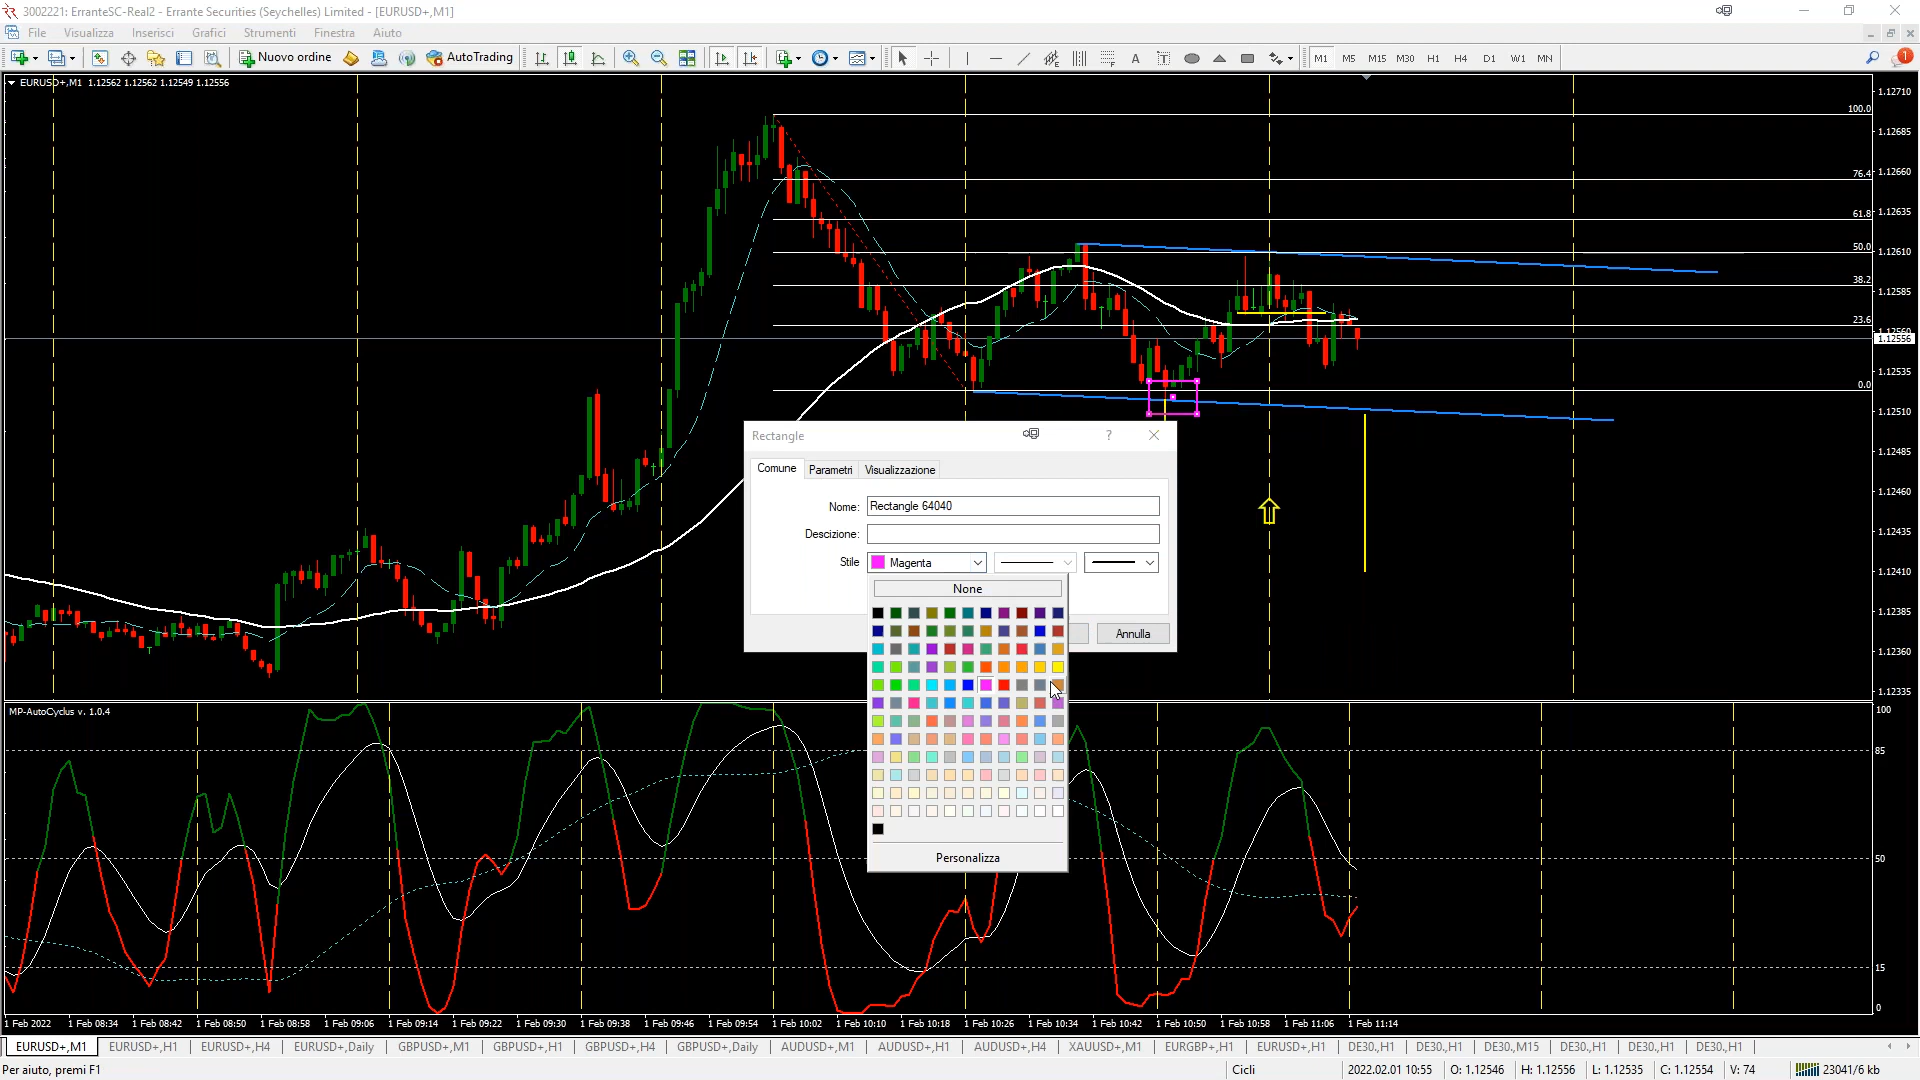 3002221: ErranteSC-Real2 - Errante Securities (Seychelles) Limited - [EURUSD+,M1]
File Visualizza Inserisci Grafici Strumenti Finestra Aiuto
Nuovo ordine AutoTrading A T M1 M5 M15 M30 H1 H4 D1 W1 MN 1
EURUSD+,M1 1.12562 1.12562 1.12549 1.12556
1.12710
100.0
1.12685
76.4 1.12660
61.8 1.12635
50.0 1.12610
38.2 1.12585
23.6
1.12560
1.12556
1.12535
0.0
1.12510
1.12485
1.12460
1.12435
1.12410
1.12385
1.12360
1.12335
Rectangle ?
Comune Parametri Visualizzazione
Nome: Rectangle 64040
Descizione:
Stile Magenta
None
Annulla
Personalizza
MP-AutoCyclus v. 1.0.4
100
85
50
15
0
1 Feb 2022 1 Feb 08:34 1 Feb 08:42 1 Feb 08:50 1 Feb 08:58 1 Feb 09:06 1 Feb 09:14 1 Feb 09:22 1 Feb 09:30 1 Feb 09:38 1 Feb 09:46 1 Feb 09:54 1 Feb 10:02 1 Feb 10:10 1 Feb 10:18 1 Feb 10:26 1 Feb 10:34 1 Feb 10:42 1 Feb 10:50 1 Feb 10:58 1 Feb 11:06 1 Feb 11:14
EURUSD+,M1 EURUSD+,H1 EURUSD+,H4 EURUSD+,Daily GBPUSD+,M1 GBPUSD+,H1 GBPUSD+,H4 GBPUSD+,Daily AUDUSD+,M1 AUDUSD+,H1 AUDUSD+,H4 XAUUSD+,M1 EURGBP+,H1 EURUSD+,H1 DE30.,H1 DE30.,H1 DE30.,M15 DE30.,H1 DE30.,H1 DE30.,H1
Per aiuto, premi F1 Cicli 2022.02.01 10:55 O: 1.12546 H: 1.12556 L: 1.12535 C: 1.12554 V: 74 23041/6 kb